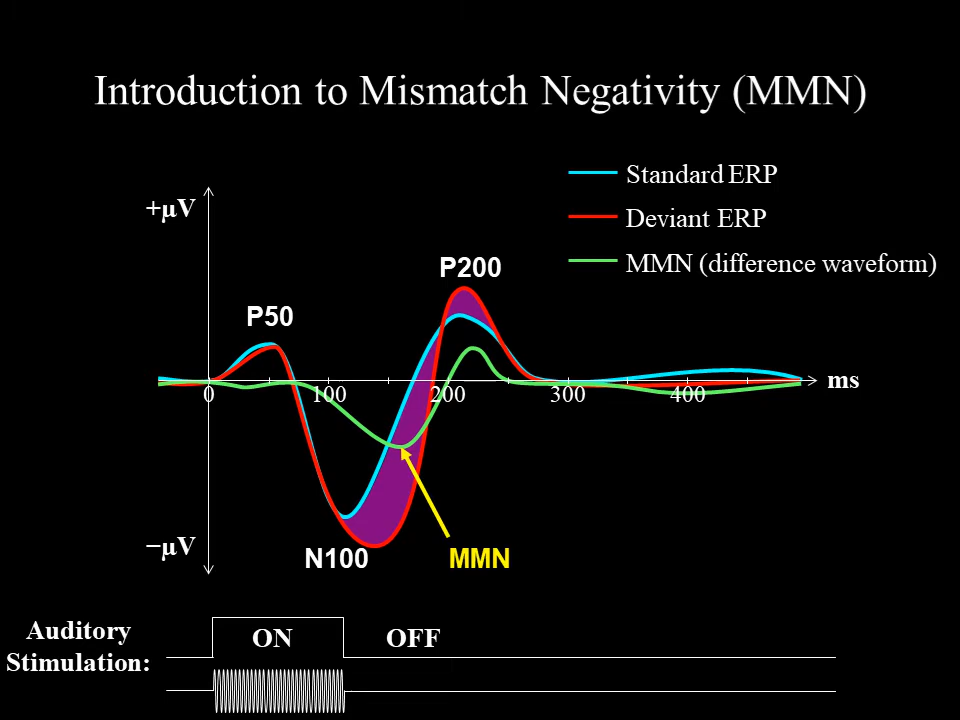 Introduction to Mismatch Negativity (MMN)
Standard ERP
+μV
Deviant ERP
P200
MMN (difference waveform)
P50
ms
0 100 200 300 400
−μV
N100
MMN
Auditory
Stimulation:
ON
OFF